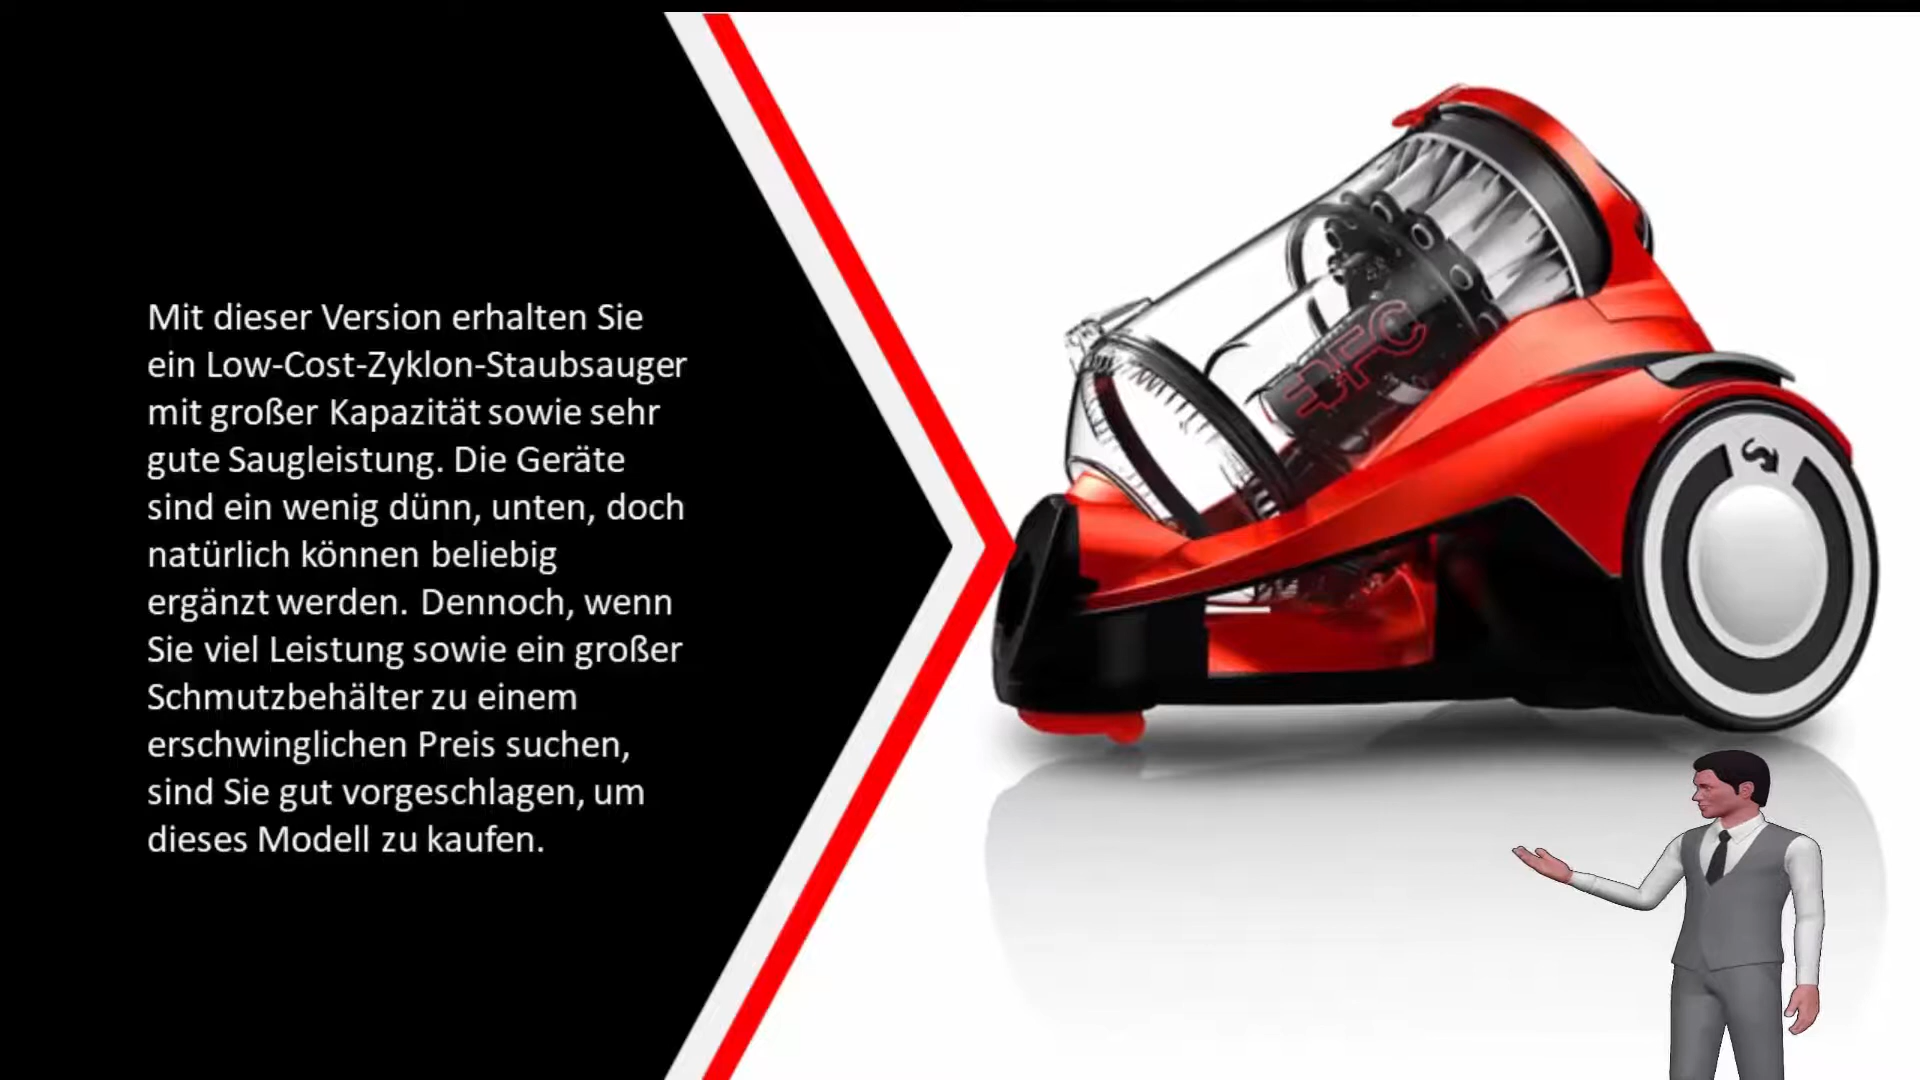 Mit dieser Version erhalten Sie
ein Low-Cost-Zyklon-Staubsauger
mit großer Kapazität sowie sehr
gute Saugleistung. Die Geräte
sind ein wenig dünn, unten, doch
natürlich können beliebig
ergänzt werden. Dennoch, wenn
Sie viel Leistung sowie ein großer
Schmutzbehälter zu einem
erschwinglichen Preis suchen,
sind Sie gut vorgeschlagen, um
dieses Modell zu kaufen.